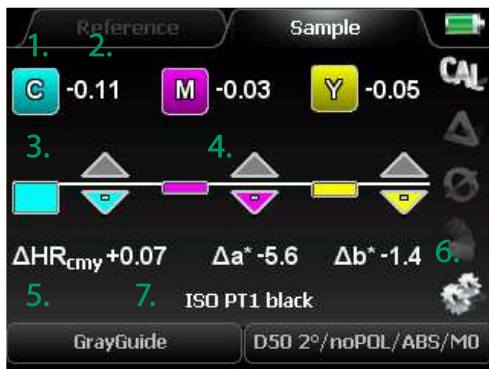 Reference Sample
1. 2.
C -0.11 M -0.03 Y -0.05 CAL
3. 4.
ΔHRcmy +0.07 Δa* -5.6 Δb* -1.4 6.
5. 7. ISO PT1 black
GrayGuide D50 2°/noPOL/ABS/M0